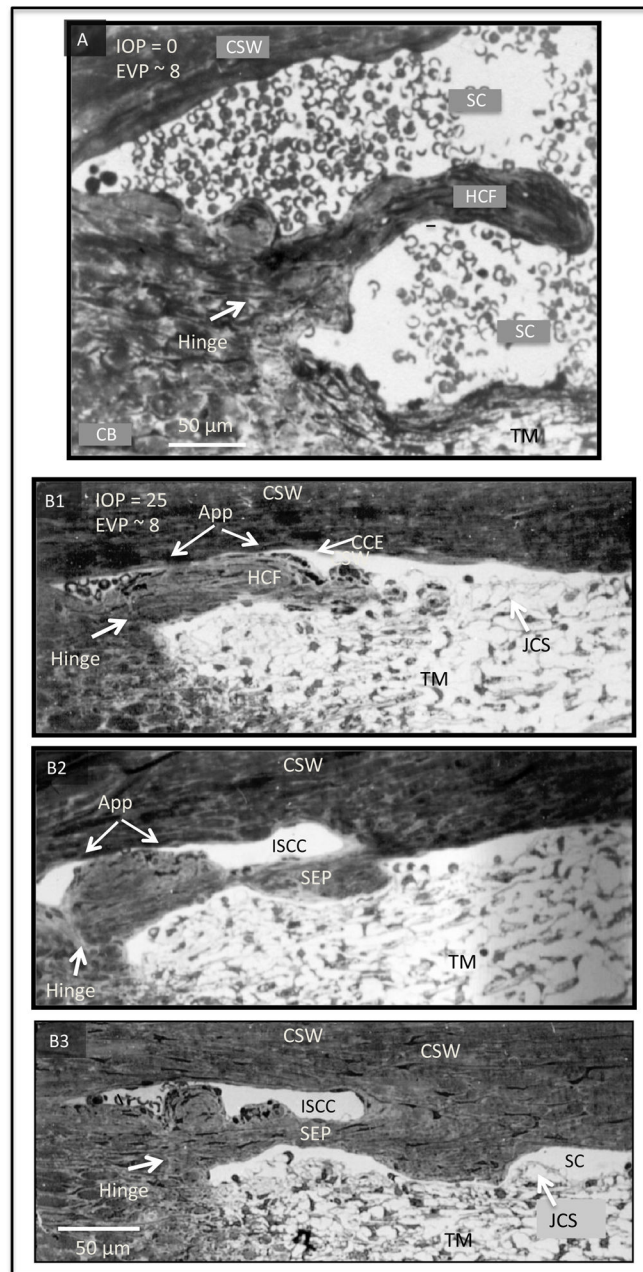 A
IOP = 0
EVP ~ 8
CSW
SC
HCF
Hinge
SC
CB
50 µm
TM
B1
IOP = 25
EVP ~ 8
CSW
App
CCE
HCF
Hinge
JCS
TM
B2
CSW
App
ISCC
SEP
TM
Hinge
B3
CSW
CSW
ISCC
SEP
SC
Hinge
JCS
50 µm
TM